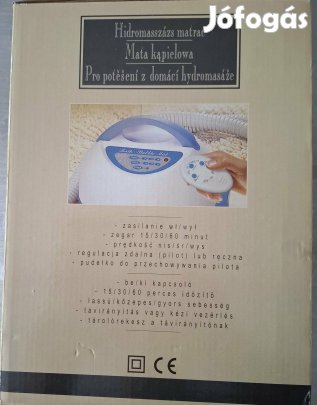 Jófogás
Hidromasszázs matrac
Mata kąpielowa
Pro potěšení z domácí hydromasáže
- zasilanie wł/wył
- zegar 15/30/60 minut
- prędkość nis/śr/wys
- regulacja zdalna (pilot) lub ręczna
- pudełko do przechowywania pilota
- be/ki kapcsoló
- 15/30/60 perces időzítő
- lassú/közepes/gyors sebesség
- távirányítás vagy kézi vezérlés
- tárolórekesz a távirányítónak
CE